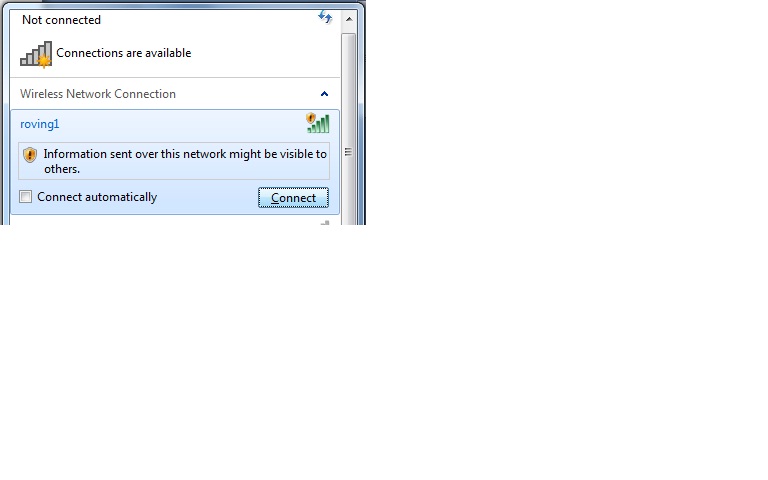 Not connected
Connections are available
Wireless Network Connection
roving1
Information sent over this network might be visible to
others.
Connect automatically
Connect